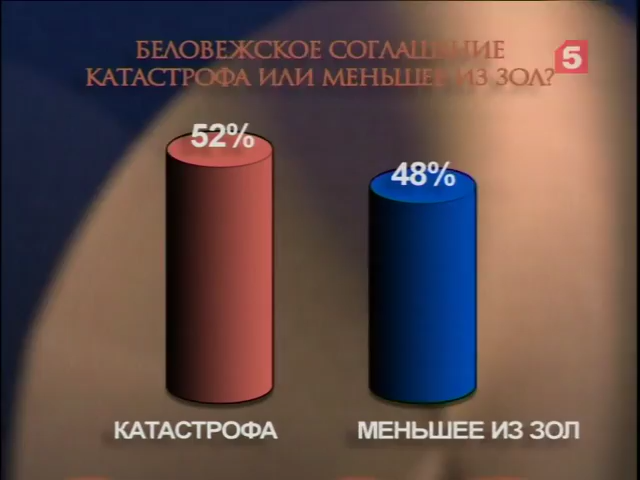 БЕЛОВЕЖСКОЕ СОГЛАШЕНИЕ
КАТАСТРОФА ИЛИ МЕНЬШЕЕ ИЗ ЗОЛ?
5
52%
48%
КАТАСТРОФА
МЕНЬШЕЕ ИЗ ЗОЛ